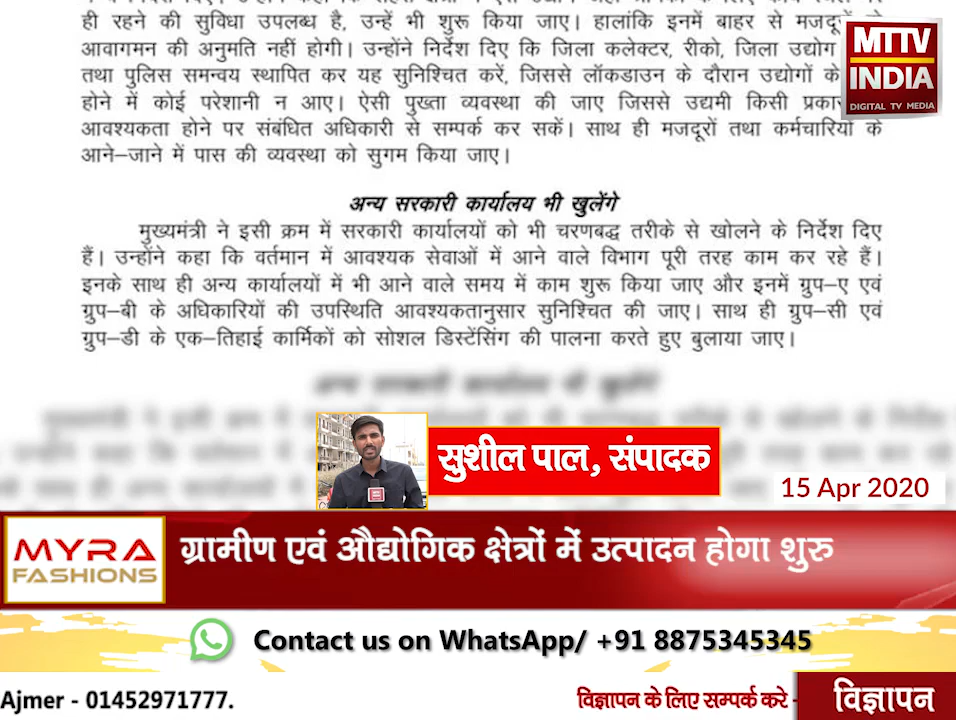 ही रहने की सुविधा उपलब्ध है, उन्हें भी शुरू किया जाए। हालांकि इनमें बाहर से मजदूरों
आवागमन की अनुमति नहीं होगी। उन्होंने निर्देश दिए कि जिला कलेक्टर, रीको, जिला उद्योग
तथा पुलिस समन्वय स्थापित कर यह सुनिश्चित करें, जिससे लॉकडाउन के दौरान उद्योगों के
होने में कोई परेशानी न आए। ऐसी पुख्ता व्यवस्था की जाए जिससे उद्यमी किसी प्रकार
आवश्यकता होने पर संबंधित अधिकारी से सम्पर्क कर सकें। साथ ही मजदूरों तथा कर्मचारियों के
आने–जाने में पास की व्यवस्था को सुगम किया जाए।
MTTV
INDIA
DIGITAL TV MEDIA
अन्य सरकारी कार्यालय भी खुलेंगे
मुख्यमंत्री ने इसी क्रम में सरकारी कार्यालयों को भी चरणबद्ध तरीके से खोलने के निर्देश दिए
हैं। उन्होंने कहा कि वर्तमान में आवश्यक सेवाओं में आने वाले विभाग पूरी तरह काम कर रहे हैं।
इनके साथ ही अन्य कार्यालयों में भी आने वाले समय में काम शुरू किया जाए और इनमें ग्रुप–ए एवं
ग्रुप–बी के अधिकारियों की उपस्थिति आवश्यकतानुसार सुनिश्चित की जाए। साथ ही ग्रुप–सी एवं
ग्रुप–डी के एक–तिहाई कार्मिकों को सोशल डिस्टेंसिंग की पालना करते हुए बुलाया जाए।
सुशील पाल, संपादक
15 Apr 2020
MYRA
FASHIONS
ग्रामीण एवं औद्योगिक क्षेत्रों में उत्पादन होगा शुरु
Contact us on WhatsApp/ +91 8875345345
Ajmer - 01452971777.
विज्ञापन के लिए सम्पर्क करे -
विज्ञापन